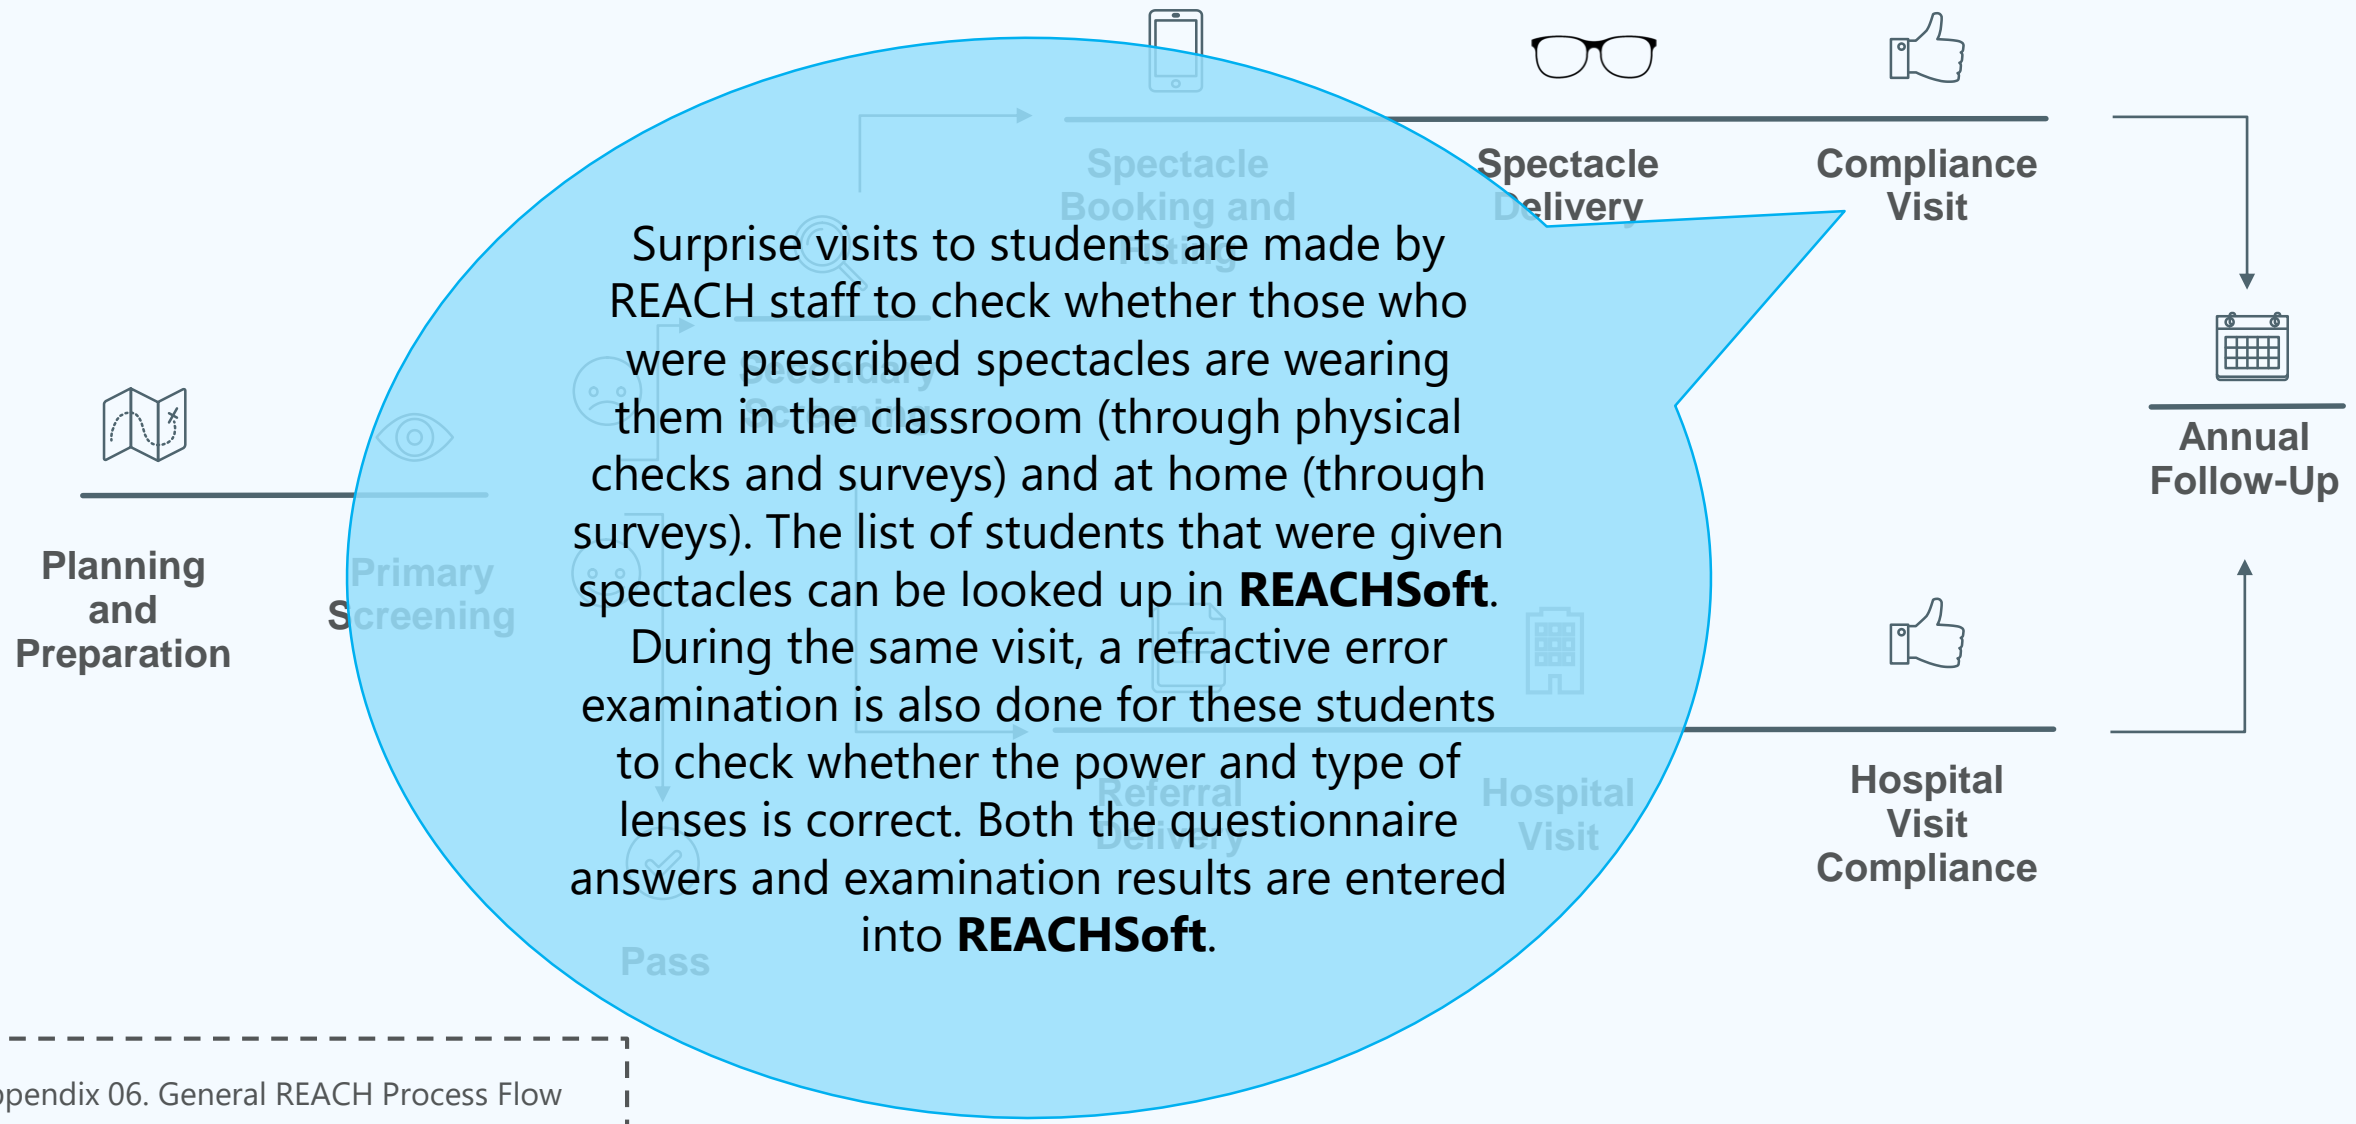 Spectacle
Booking and
Fitting
Spectacle
Delivery
Compliance
Visit
Surprise visits to students are made by
REACH staff to check whether those who
were prescribed spectacles are wearing
them in the classroom (through physical
checks and surveys) and at home (through
surveys). The list of students that were given
spectacles can be looked up in REACHSoft.
During the same visit, a refractive error
examination is also done for these students
to check whether the power and type of
lenses is correct. Both the questionnaire
answers and examination results are entered
into REACHSoft.
Secondary
Screening
Annual
Follow-Up
Planning
and
Preparation
Primary
Screening
Referral
Delivery
Hospital
Visit
Hospital
Visit
Compliance
Pass
ppendix 06. General REACH Process Flow